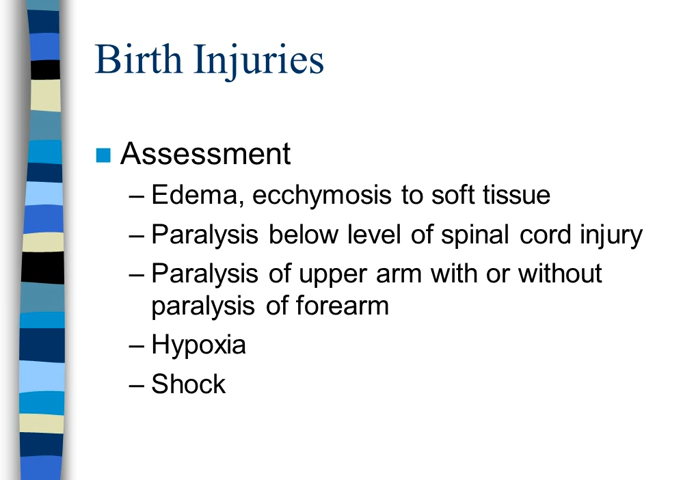 Birth Injuries
Assessment
– Edema, ecchymosis to soft tissue
– Paralysis below level of spinal cord injury
– Paralysis of upper arm with or without
paralysis of forearm
– Hypoxia
– Shock